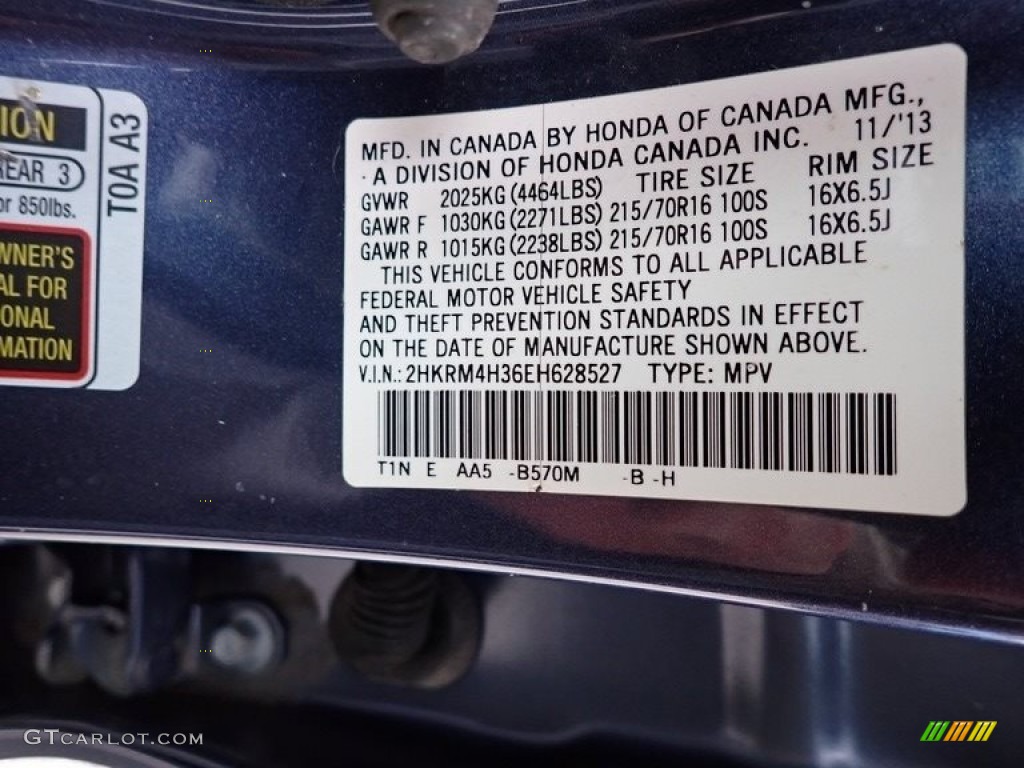 ION
REAR 3
or 850lbs.
WNER'S
AL FOR
ONAL
MATION
T0A A3
MFD. IN CANADA BY HONDA OF CANADA MFG.,
A DIVISION OF HONDA CANADA INC. 11/'13
GVWR 2025KG (4464LBS) TIRE SIZE RIM SIZE
GAWR F 1030KG (2271LBS) 215/70R16 100S 16X6.5J
GAWR R 1015KG (2238LBS) 215/70R16 100S 16X6.5J
THIS VEHICLE CONFORMS TO ALL APPLICABLE
FEDERAL MOTOR VEHICLE SAFETY
AND THEFT PREVENTION STANDARDS IN EFFECT
ON THE DATE OF MANUFACTURE SHOWN ABOVE.
V.I.N.: 2HKRM4H36EH628527 TYPE: MPV
T1N E AA5 -B570M -B -H
GTCARLOT.COM